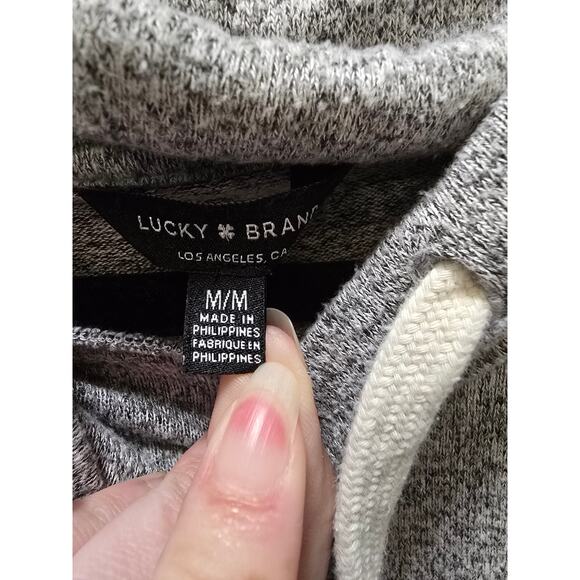 LUCKY BRAND
LOS ANGELES, CA
M/M
MADE IN
PHILIPPINES
FABRIQUE EN
PHILIPPINES